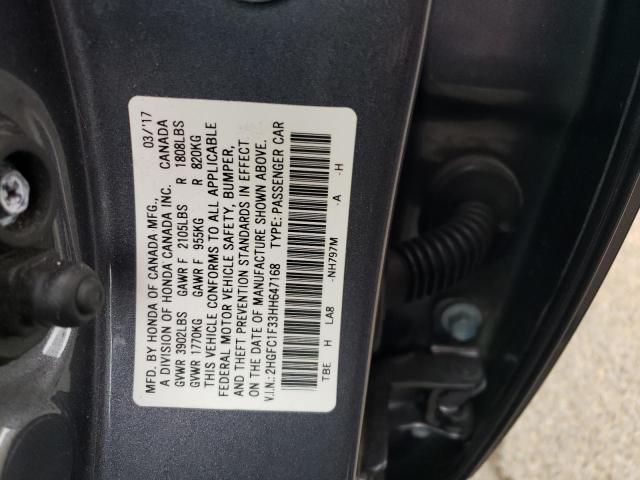 MFD. BY HONDA OF CANADA MFG., 03/'17
A DIVISION OF HONDA CANADA INC. CANADA
GVWR 3902LBS GAWR F 2105LBS R 1808LBS
GVWR 1770KG GAWR F 955KG R 820KG
THIS VEHICLE CONFORMS TO ALL APPLICABLE
FEDERAL MOTOR VEHICLE SAFETY, BUMPER,
AND THEFT PREVENTION STANDARDS IN EFFECT
ON THE DATE OF MANUFACTURE SHOWN ABOVE.
V.I.N.: 2HGFC1F33HH647168 TYPE: PASSENGER CAR
TBE H LA8 -NH797M -A -H